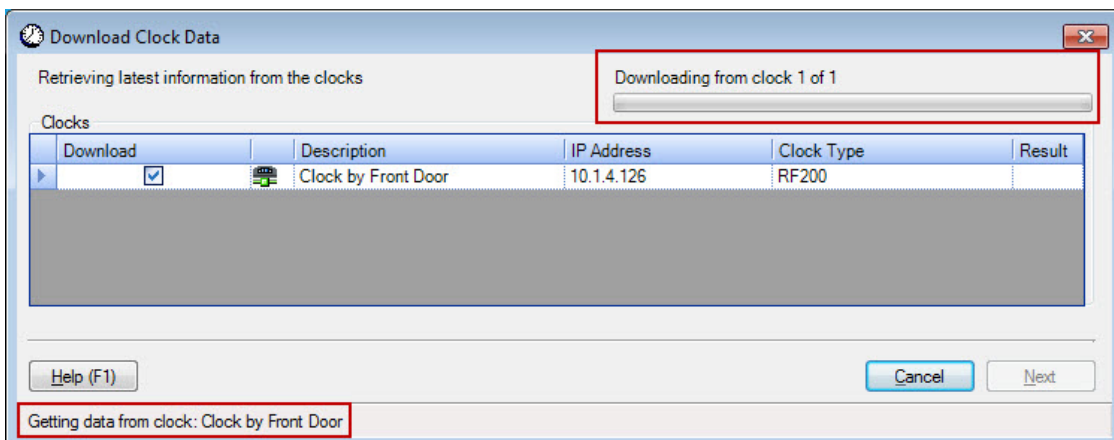 Download Clock Data
Retrieving latest information from the clocks
Downloading from clock 1 of 1
Clocks
Download Description IP Address Clock Type Result
Clock by Front Door 10.1.4.126 RF200
Help (F1) Cancel Next
Getting data from clock: Clock by Front Door